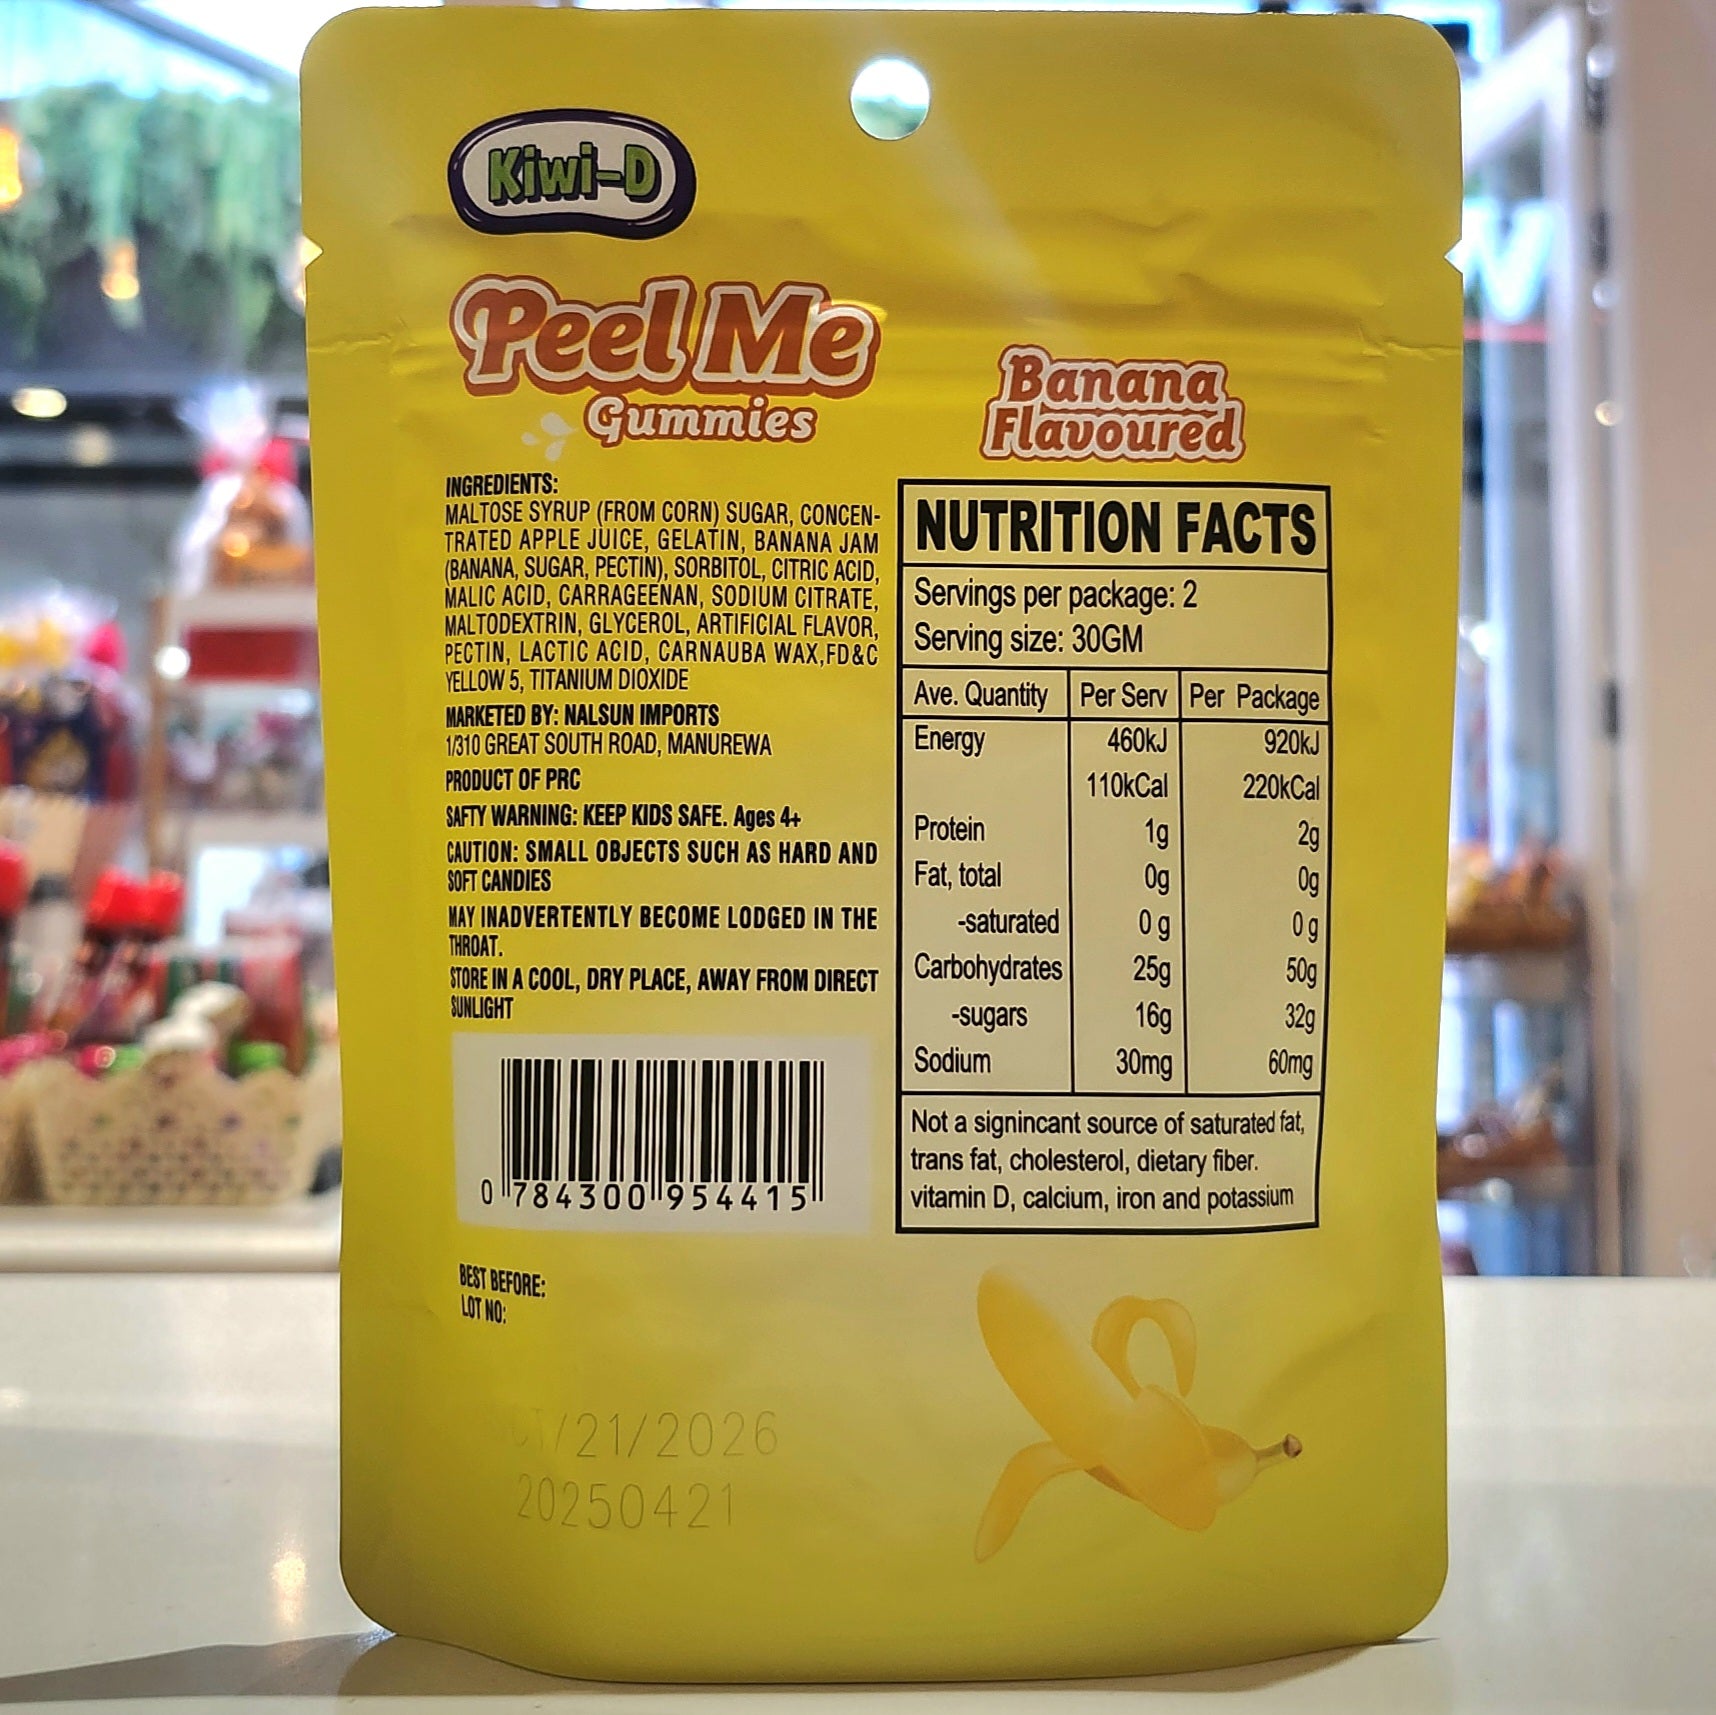 Kiwi-D
Peel Me
Gummies
Banana
Flavoured
INGREDIENTS:
MALTOSE SYRUP (FROM CORN) SUGAR, CONCEN-
TRATED APPLE JUICE, GELATIN, BANANA JAM
(BANANA, SUGAR, PECTIN), SORBITOL, CITRIC ACID,
MALIC ACID, CARRAGEENAN, SODIUM CITRATE,
MALTODEXTRIN, GLYCEROL, ARTIFICIAL FLAVOR,
PECTIN, LACTIC ACID, CARNAUBA WAX,FD&C
YELLOW 5, TITANIUM DIOXIDE
MARKETED BY: NALSUN IMPORTS
1/310 GREAT SOUTH ROAD, MANUREWA
PRODUCT OF PRC
SAFTY WARNING: KEEP KIDS SAFE. Ages 4+
CAUTION: SMALL OBJECTS SUCH AS HARD AND
SOFT CANDIES
MAY INADVERTENTLY BECOME LODGED IN THE
THROAT.
STORE IN A COOL, DRY PLACE, AWAY FROM DIRECT
SUNLIGHT
0 784300 954415
BEST BEFORE:
LOT NO:
/21/2026
20250421
NUTRITION FACTS
Servings per package: 2
Serving size: 30GM
Ave. Quantity Per Serv Per Package
Energy 460kJ 920kJ
110kCal 220kCal
Protein 1g 2g
Fat, total 0g 0g
-saturated 0 g 0 g
Carbohydrates 25g 50g
-sugars 16g 32g
Sodium 30mg 60mg
Not a signincant source of saturated fat,
trans fat, cholesterol, dietary fiber.
vitamin D, calcium, iron and potassium